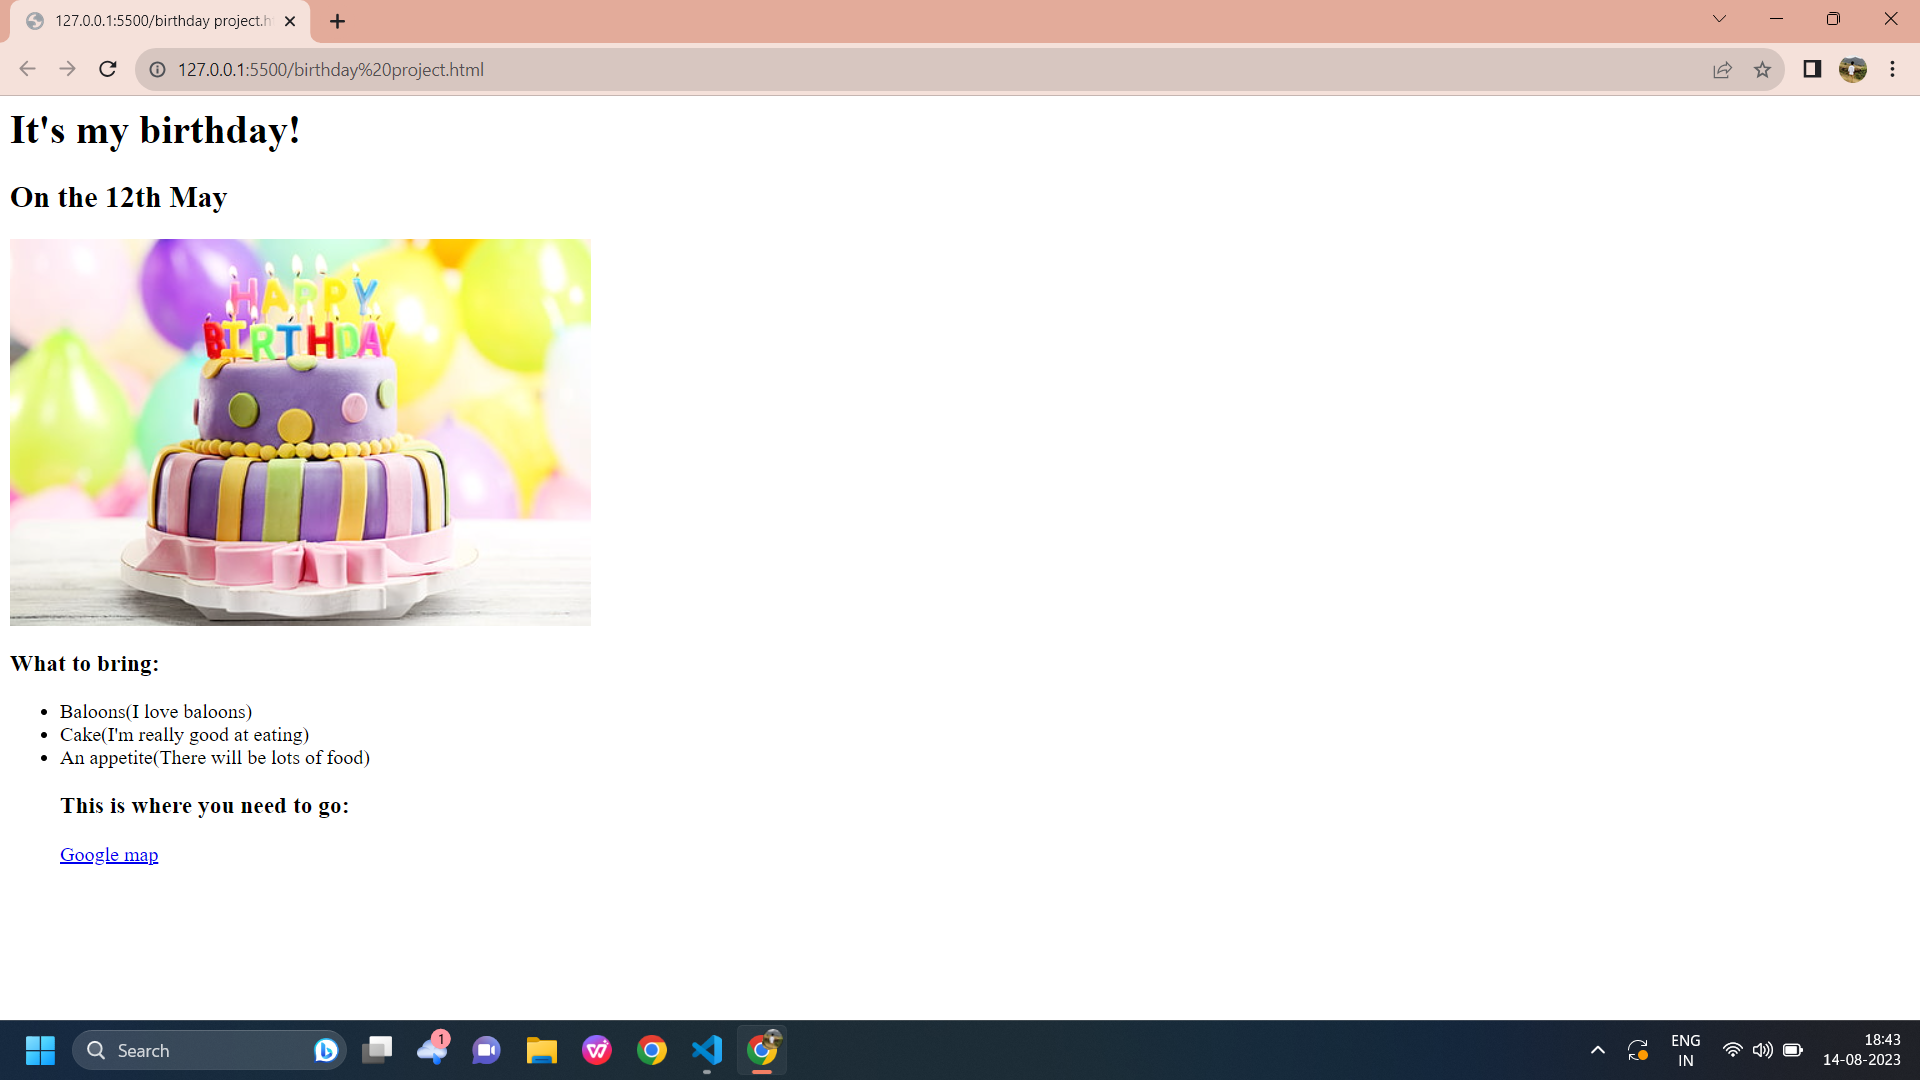 127.0.0.1:5500/birthday project.h
127.0.0.1:5500/birthday%20project.html
It's my birthday!
On the 12th May
HAPPY
BIRTHDAY
What to bring:
Baloons(I love baloons)
Cake(I'm really good at eating)
An appetite(There will be lots of food)
This is where you need to go:
Google map
Search
1
ENG
IN
18:43
14-08-2023